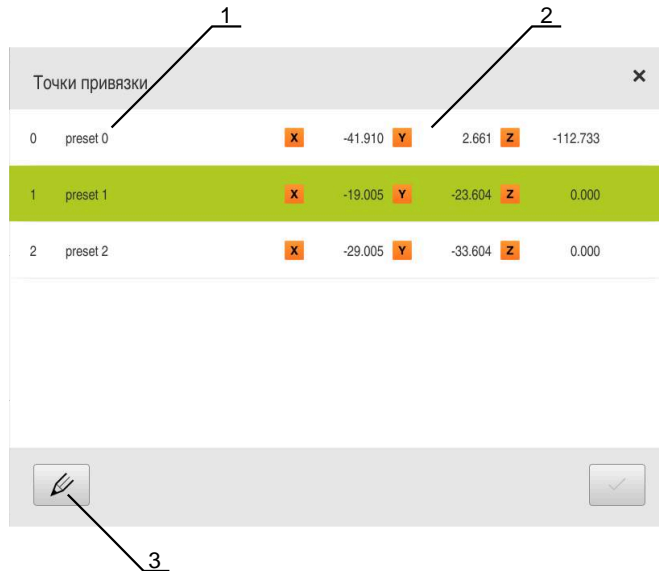 1 2
Точки привязки
0 preset 0 X -41.910 Y 2.661 Z -112.733
1 preset 1 X -19.005 Y -23.604 Z 0.000
2 preset 2 X -29.005 Y -33.604 Z 0.000
3